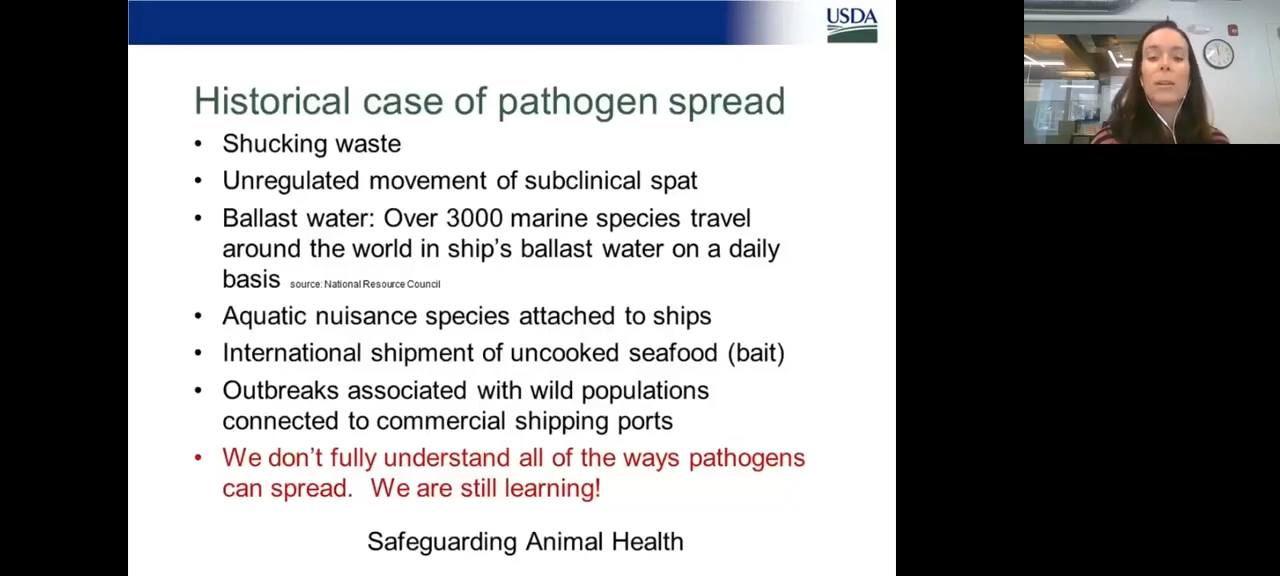 USDA
Historical case of pathogen spread
• Shucking waste
• Unregulated movement of subclinical spat
• Ballast water: Over 3000 marine species travel
around the world in ship's ballast water on a daily
basis source: National Resource Council
• Aquatic nuisance species attached to ships
• International shipment of uncooked seafood (bait)
• Outbreaks associated with wild populations
connected to commercial shipping ports
• We don't fully understand all of the ways pathogens
can spread. We are still learning!
Safeguarding Animal Health